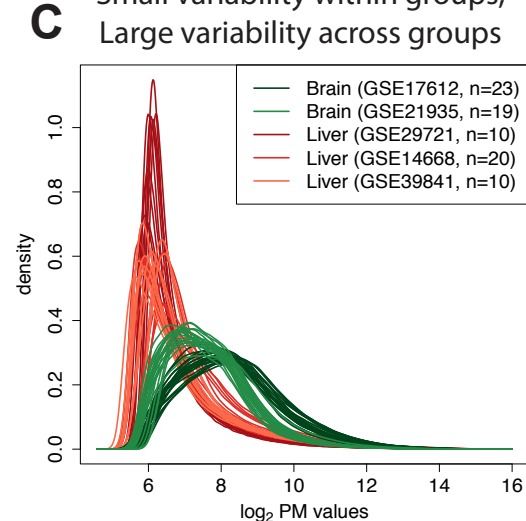 C
Small variability within groups,
Large variability across groups
Brain (GSE17612, n=23)
Brain (GSE21935, n=19)
Liver (GSE29721, n=10)
Liver (GSE14668, n=20)
Liver (GSE39841, n=10)
density
1.0
0.8
0.6
0.4
0.2
0.0
6 8 10 12 14 16
log₂ PM values